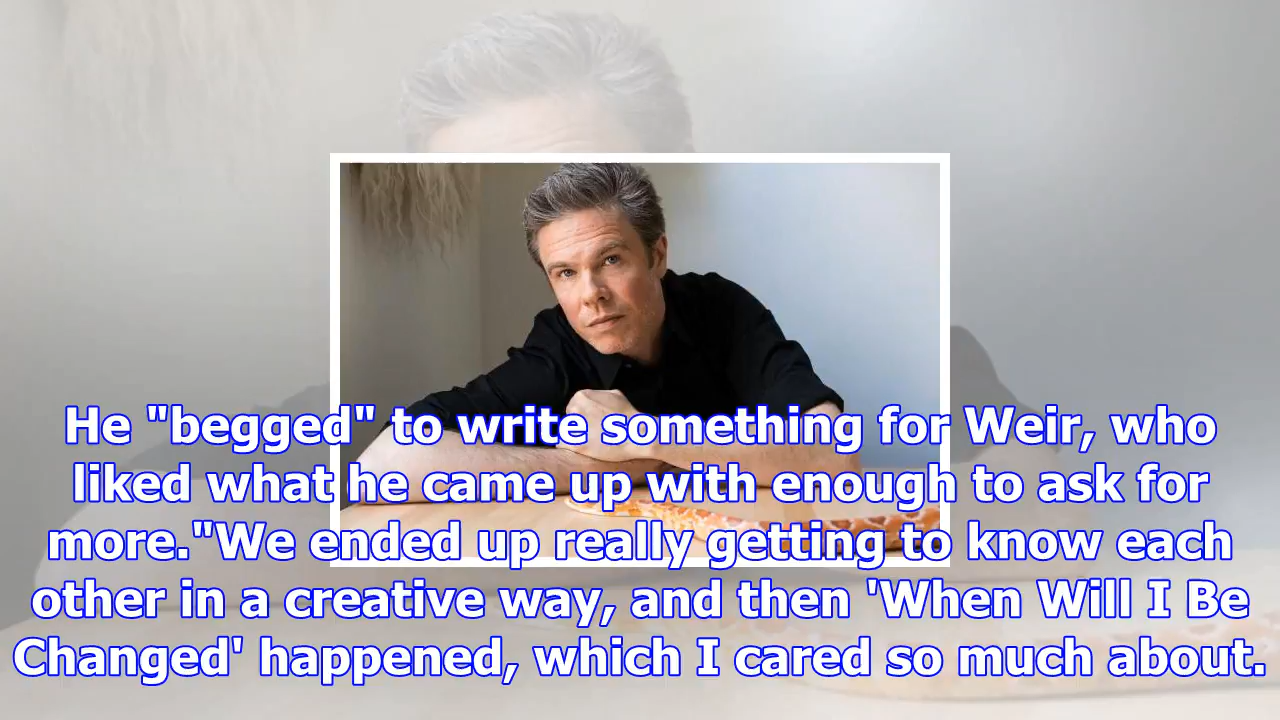 He "begged" to write something for Weir, who
liked what he came up with enough to ask for
more."We ended up really getting to know each
other in a creative way, and then 'When Will I Be
Changed' happened, which I cared so much about.